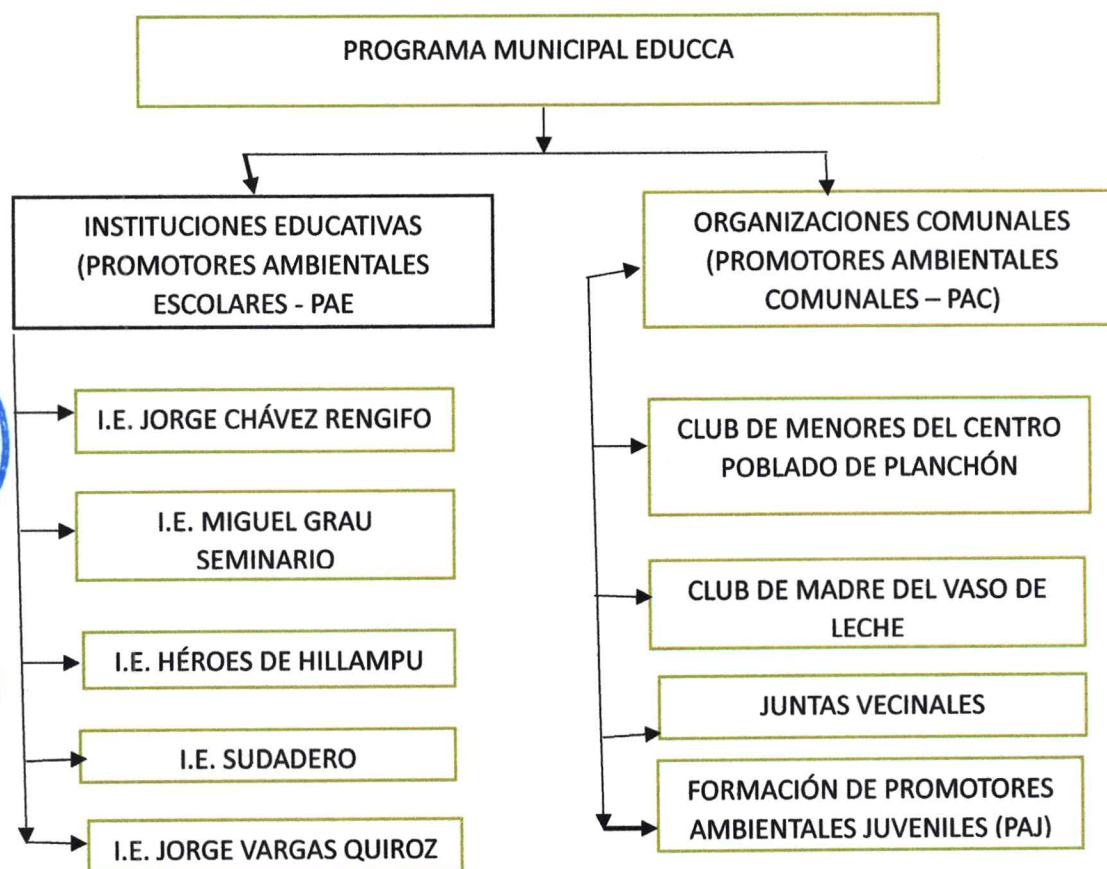 PROGRAMA MUNICIPAL EDUCCA
INSTITUCIONES EDUCATIVAS
(PROMOTORES AMBIENTALES
ESCOLARES - PAE
I.E. JORGE CHÁVEZ RENGIFO
I.E. MIGUEL GRAU
SEMINARIO
I.E. HÉROES DE HILLAMPU
I.E. SUDADERO
I.E. JORGE VARGAS QUIROZ
ORGANIZACIONES COMUNALES
(PROMOTORES AMBIENTALES
COMUNALES – PAC)
CLUB DE MENORES DEL CENTRO
POBLADO DE PLANCHÓN
CLUB DE MADRE DEL VASO DE
LECHE
JUNTAS VECINALES
FORMACIÓN DE PROMOTORES
AMBIENTALES JUVENILES (PAJ)